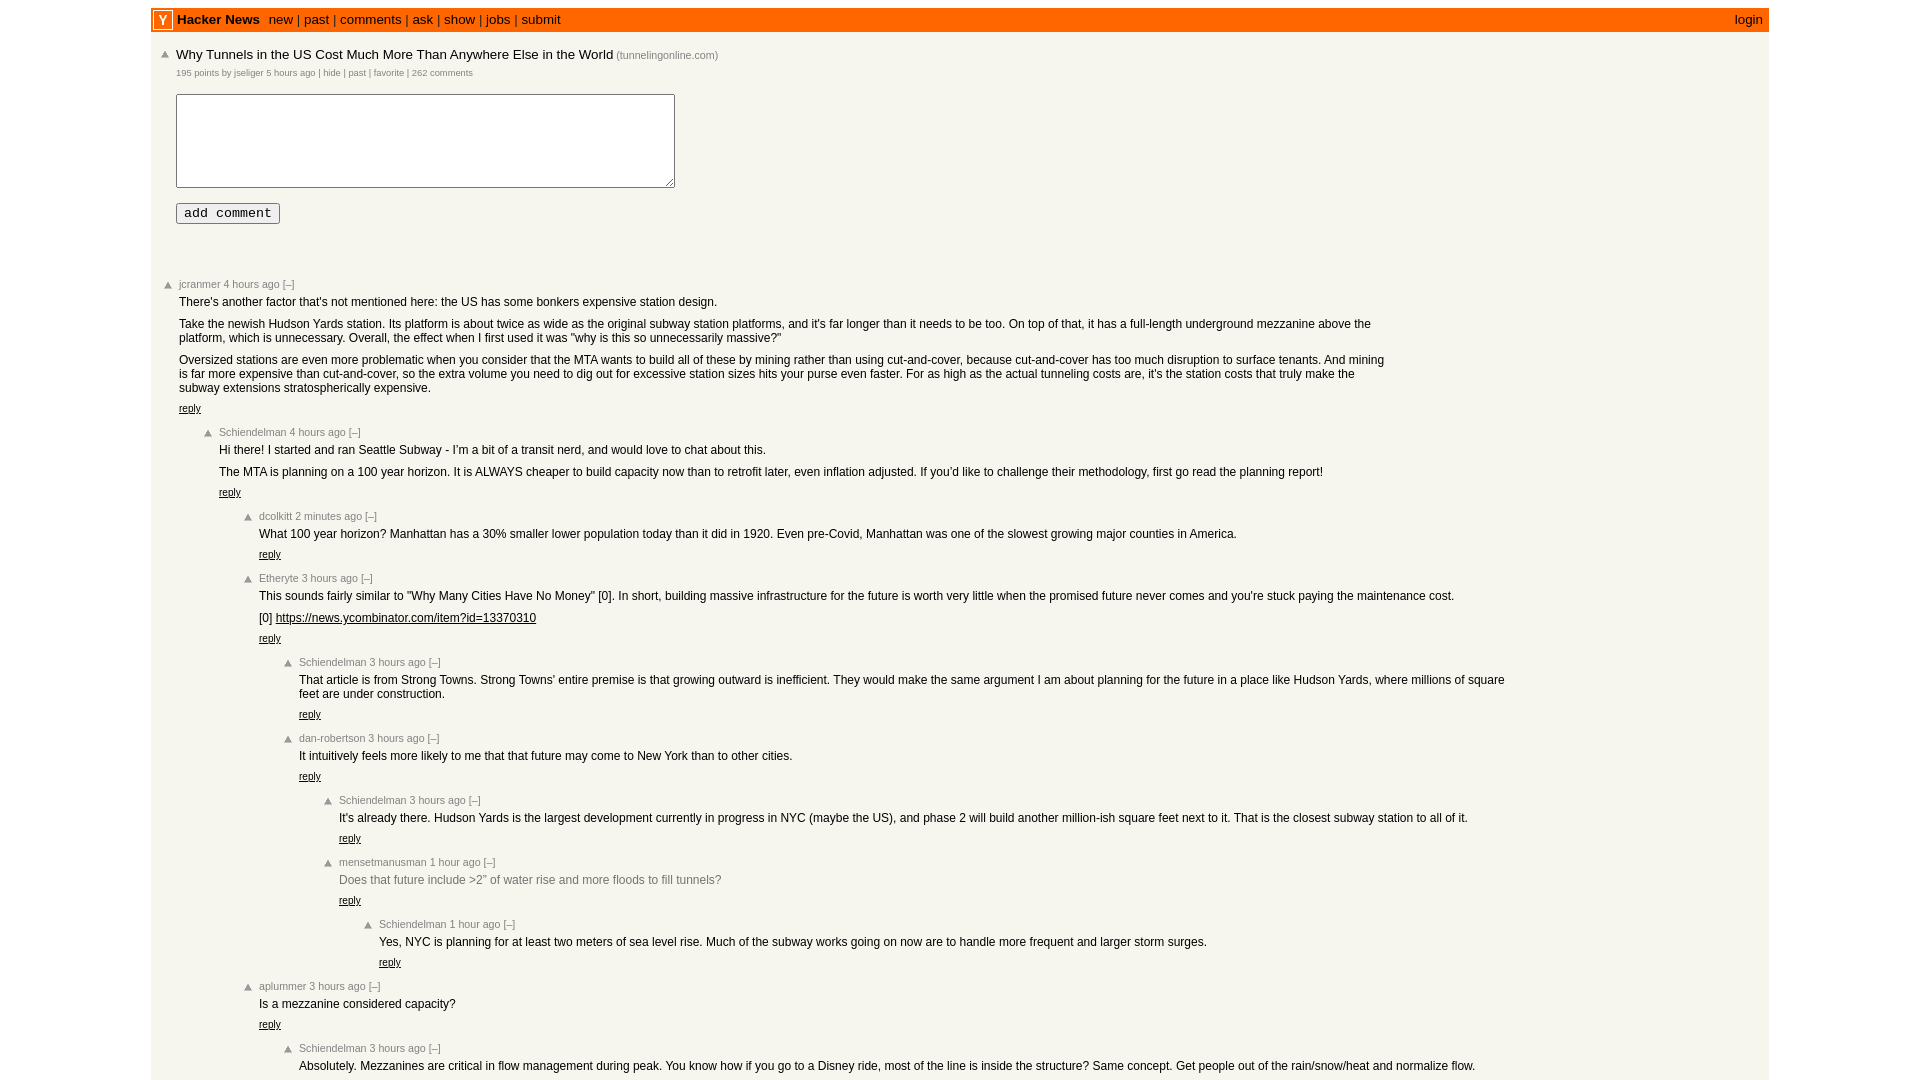 Y Hacker News new | past | comments | ask | show | jobs | submit login
Why Tunnels in the US Cost Much More Than Anywhere Else in the World (tunnelingonline.com)
195 points by jseliger 5 hours ago | hide | past | favorite | 262 comments
add comment
jcranmer 4 hours ago [–]
There's another factor that's not mentioned here: the US has some bonkers expensive station design.
Take the newish Hudson Yards station. Its platform is about twice as wide as the original subway station platforms, and it's far longer than it needs to be too. On top of that, it has a full-length underground mezzanine above the
platform, which is unnecessary. Overall, the effect when I first used it was "why is this so unnecessarily massive?"
Oversized stations are even more problematic when you consider that the MTA wants to build all of these by mining rather than using cut-and-cover, because cut-and-cover has too much disruption to surface tenants. And mining
is far more expensive than cut-and-cover, so the extra volume you need to dig out for excessive station sizes hits your purse even faster. For as high as the actual tunneling costs are, it's the station costs that truly make the
subway extensions stratospherically expensive.
reply
Schiendelman 4 hours ago [–]
Hi there! I started and ran Seattle Subway - I’m a bit of a transit nerd, and would love to chat about this.
The MTA is planning on a 100 year horizon. It is ALWAYS cheaper to build capacity now than to retrofit later, even inflation adjusted. If you’d like to challenge their methodology, first go read the planning report!
reply
dcolkitt 2 minutes ago [–]
What 100 year horizon? Manhattan has a 30% smaller lower population today than it did in 1920. Even pre-Covid, Manhattan was one of the slowest growing major counties in America.
reply
Etheryte 3 hours ago [–]
This sounds fairly similar to "Why Many Cities Have No Money" [0]. In short, building massive infrastructure for the future is worth very little when the promised future never comes and you're stuck paying the maintenance cost.
[0] https://news.ycombinator.com/item?id=13370310
reply
Schiendelman 3 hours ago [–]
That article is from Strong Towns. Strong Towns' entire premise is that growing outward is inefficient. They would make the same argument I am about planning for the future in a place like Hudson Yards, where millions of square
feet are under construction.
reply
dan-robertson 3 hours ago [–]
It intuitively feels more likely to me that that future may come to New York than to other cities.
reply
Schiendelman 3 hours ago [–]
It's already there. Hudson Yards is the largest development currently in progress in NYC (maybe the US), and phase 2 will build another million-ish square feet next to it. That is the closest subway station to all of it.
reply
mensetmanusman 1 hour ago [–]
Does that future include >2” of water rise and more floods to fill tunnels?
reply
Schiendelman 1 hour ago [–]
Yes, NYC is planning for at least two meters of sea level rise. Much of the subway works going on now are to handle more frequent and larger storm surges.
reply
aplummer 3 hours ago [–]
Is a mezzanine considered capacity?
reply
Schiendelman 3 hours ago [–]
Absolutely. Mezzanines are critical in flow management during peak. You know how if you go to a Disney ride, most of the line is inside the structure? Same concept. Get people out of the rain/snow/heat and normalize flow.